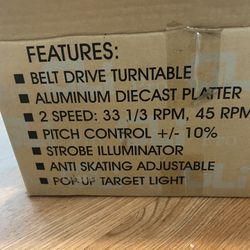 FEATURES:
■ BELT DRIVE TURNTABLE
■ ALUMINUM DIECAST PLATTER
■ 2 SPEED: 33 1/3 RPM, 45 RPM
■ PITCH CONTROL +/- 10%
■ STROBE ILLUMINATOR
■ ANTI SKATING ADJUSTABLE
■ POP UP TARGET LIGHT